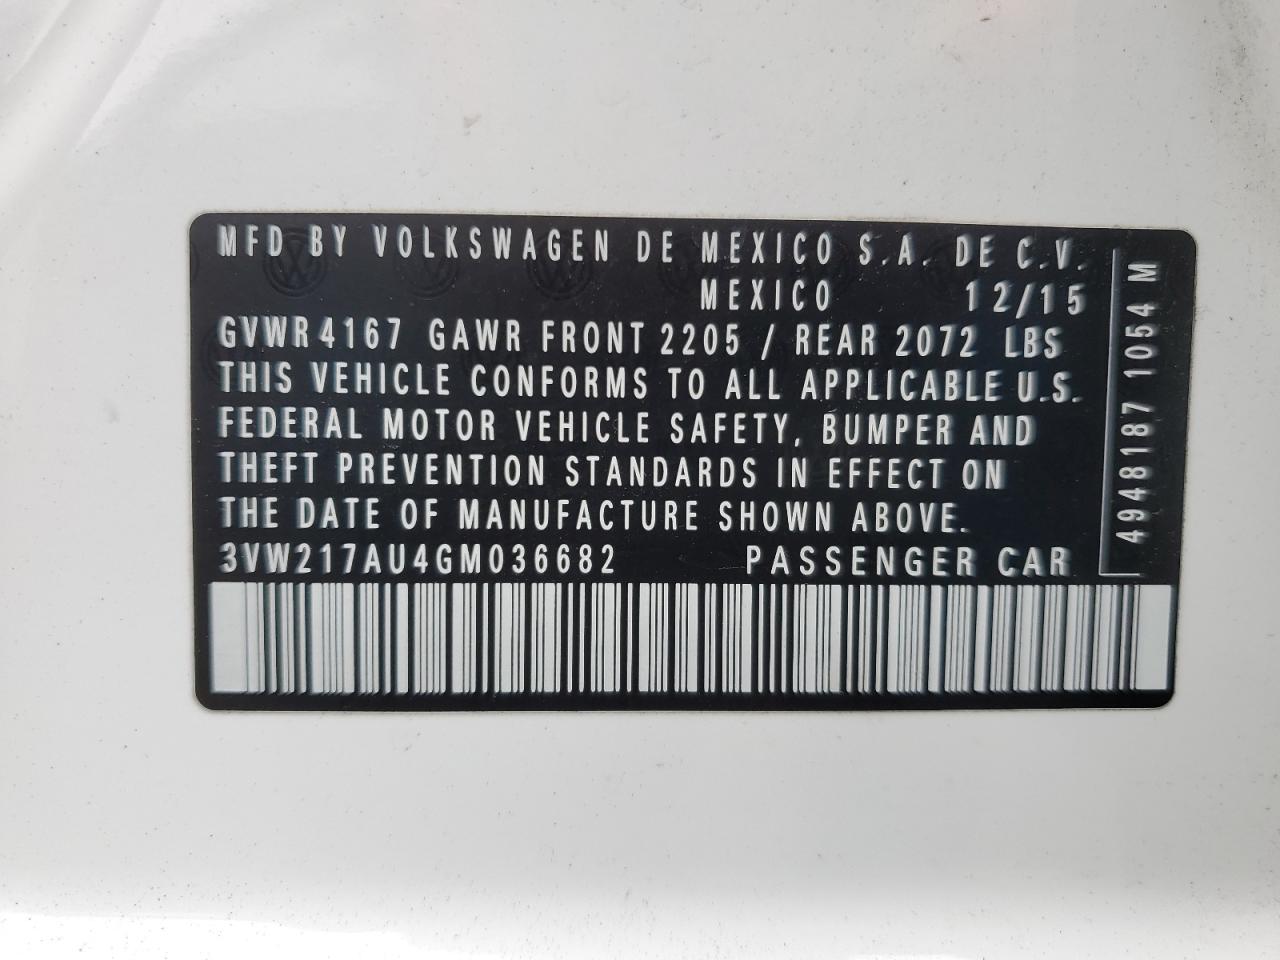 MFD BY VOLKSWAGEN DE MEXICO S.A. DE C.V.
MEXICO 12/15
GVWR 4167 GAWR FRONT 2205 / REAR 2072 LBS
THIS VEHICLE CONFORMS TO ALL APPLICABLE U.S.
FEDERAL MOTOR VEHICLE SAFETY, BUMPER AND
THEFT PREVENTION STANDARDS IN EFFECT ON
THE DATE OF MANUFACTURE SHOWN ABOVE.
3VW217AU4GM036682 PASSENGER CAR
4948187 1054 M